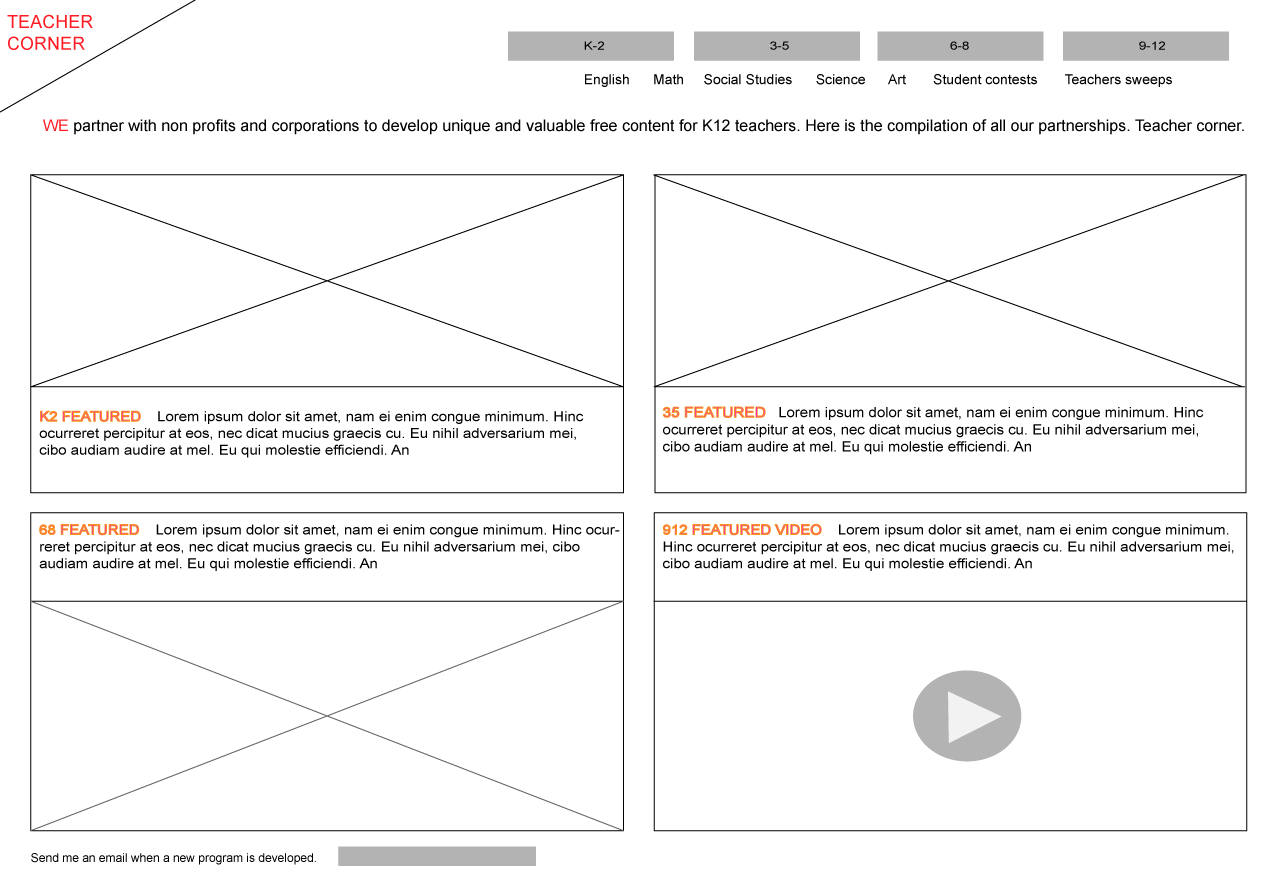 TEACHER
CORNER
K-2
3-5
6-8
9-12
English Math Social Studies Science Art Student contests Teachers sweeps
WE partner with non profits and corporations to develop unique and valuable free content for K12 teachers. Here is the compilation of all our partnerships. Teacher corner.
K2 FEATURED Lorem ipsum dolor sit amet, nam ei enim congue minimum. Hinc
ocurreret percipitur at eos, nec dicat mucius graecis cu. Eu nihil adversarium mei,
cibo audiam audire at mel. Eu qui molestie efficiendi. An
35 FEATURED Lorem ipsum dolor sit amet, nam ei enim congue minimum. Hinc
ocurreret percipitur at eos, nec dicat mucius graecis cu. Eu nihil adversarium mei,
cibo audiam audire at mel. Eu qui molestie efficiendi. An
68 FEATURED Lorem ipsum dolor sit amet, nam ei enim congue minimum. Hinc ocur-
reret percipitur at eos, nec dicat mucius graecis cu. Eu nihil adversarium mei, cibo
audiam audire at mel. Eu qui molestie efficiendi. An
912 FEATURED VIDEO Lorem ipsum dolor sit amet, nam ei enim congue minimum.
Hinc ocurreret percipitur at eos, nec dicat mucius graecis cu. Eu nihil adversarium mei,
cibo audiam audire at mel. Eu qui molestie efficiendi. An
Send me an email when a new program is developed.